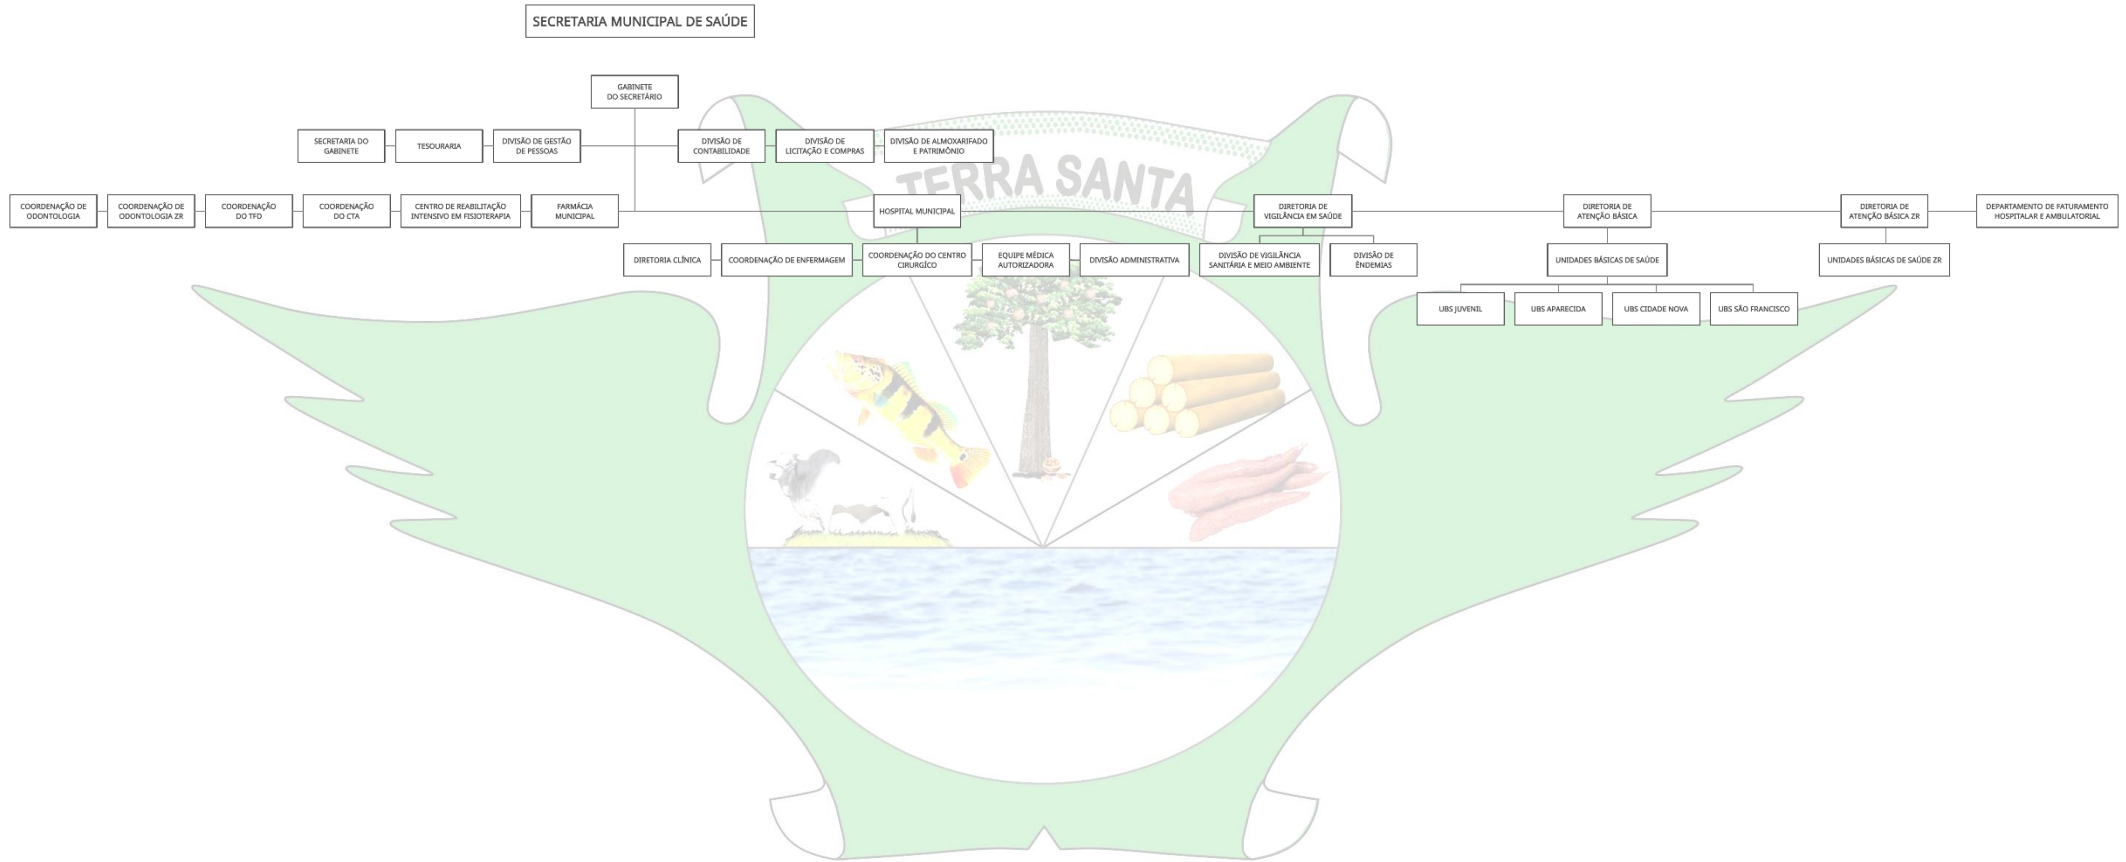 SECRETARIA MUNICIPAL DE SAÚDE
GABINETE
DO SECRETÁRIO
SECRETARIA DO
GABINETE
TESOURARIA
DIVISÃO DE GESTÃO
DE PESSOAS
DIVISÃO DE
CONTABILIDADE
DIVISÃO DE
LICITAÇÃO E COMPRAS
DIVISÃO DE ALMOXARIFADO
E PATRIMÔNIO
TERRA SANTA
COORDENAÇÃO DE
ODONTOLOGIA
COORDENAÇÃO DE
ODONTOLOGIA ZR
COORDENAÇÃO
DO TFD
COORDENAÇÃO
DO CTA
CENTRO DE REABILITAÇÃO
INTENSIVO EM FISIOTERAPIA
FARMÁCIA
MUNICIPAL
HOSPITAL MUNICIPAL
DIRETORIA DE
VIGILÂNCIA EM SAÚDE
DIRETORIA DE
ATENÇÃO BÁSICA
DIRETORIA DE
ATENÇÃO BÁSICA ZR
DEPARTAMENTO DE FATURAMENTO
HOSPITALAR E AMBULATORIAL
DIRETORIA CLÍNICA
COORDENAÇÃO DE ENFERMAGEM
COORDENAÇÃO DO CENTRO
CIRURGÍCO
EQUIPE MÉDICA
AUTORIZADORA
DIVISÃO ADMINISTRATIVA
DIVISÃO DE VIGILÂNCIA
SANITÁRIA E MEIO AMBIENTE
DIVISÃO DE
ÊNDEMIAS
UNIDADES BÁSICAS DE SAÚDE
UNIDADES BÁSICAS DE SAÚDE ZR
UBS JUVENIL
UBS APARECIDA
UBS CIDADE NOVA
UBS SÃO FRANCISCO